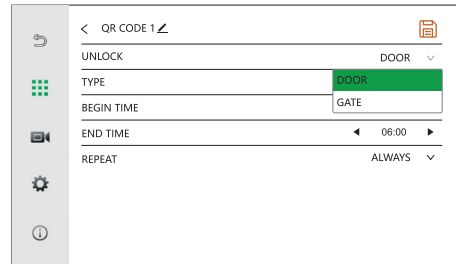 QR CODE 1
UNLOCK DOOR
TYPE DOOR
BEGIN TIME GATE
END TIME 06:00
REPEAT ALWAYS